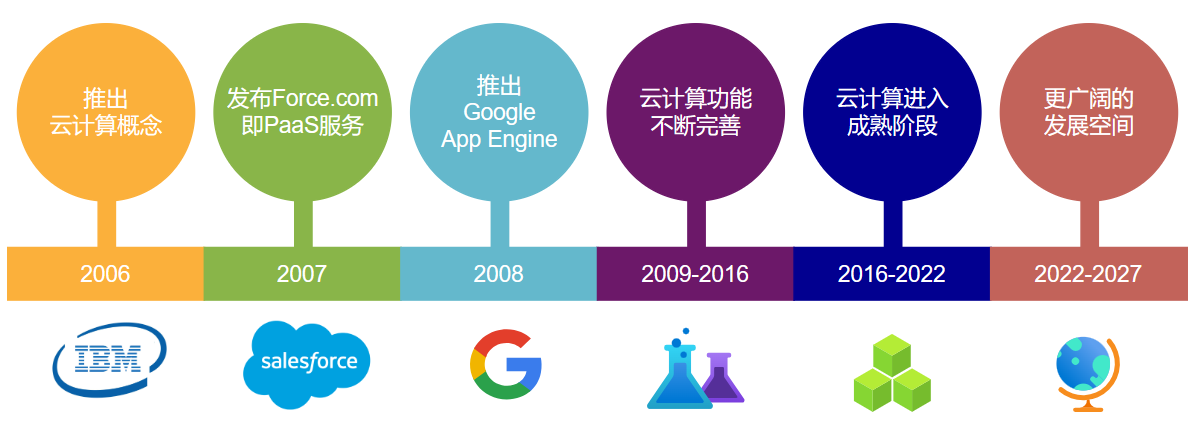 推出
云计算概念
发布Force.com
即PaaS服务
推出
Google
App Engine
云计算功能
不断完善
云计算进入
成熟阶段
更广阔的
发展空间
2006
2007
2008
2009-2016
2016-2022
2022-2027
IBM
salesforce
G